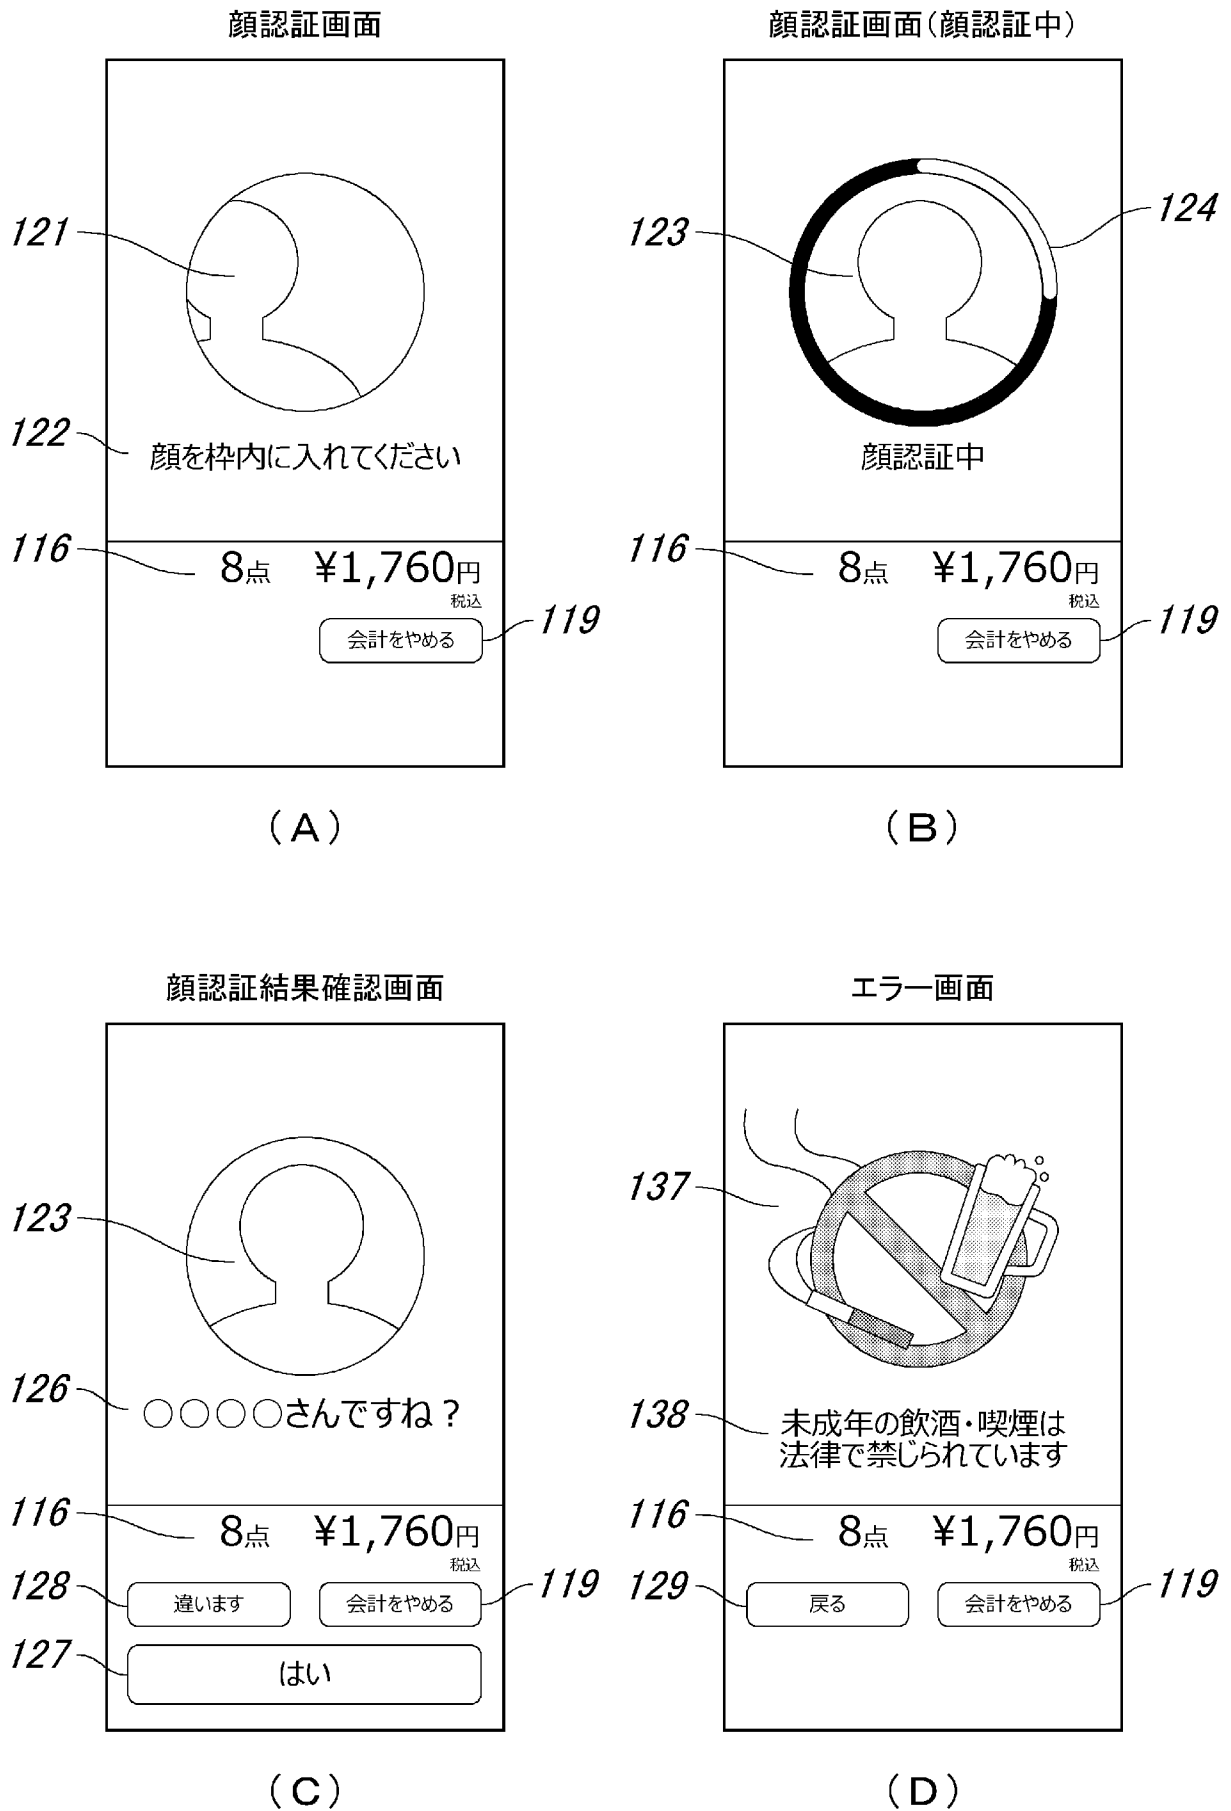 顔認証画面
顔認証画面(顔認証中)
121
123
124
122
顔を枠内に入れてください
顔認証中
116
8点 ¥1,760円
税込
会計をやめる
119
116
8点 ¥1,760円
税込
会計をやめる
119
(A)
(B)
顔認証結果確認画面
エラー画面
123
137
126
○○○○さんですね?
138
未成年の飲酒・喫煙は
法律で禁じられています
116
8点 ¥1,760円
税込
128
違います
会計をやめる
119
127
はい
116
8点 ¥1,760円
税込
129
戻る
会計をやめる
119
(C)
(D)